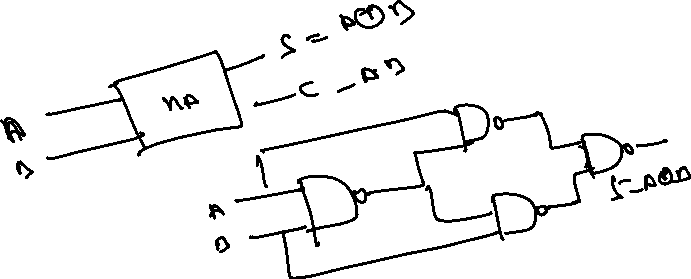 S = A⊕B
HA
C = AB
A
B
A
B
S = A⊕B